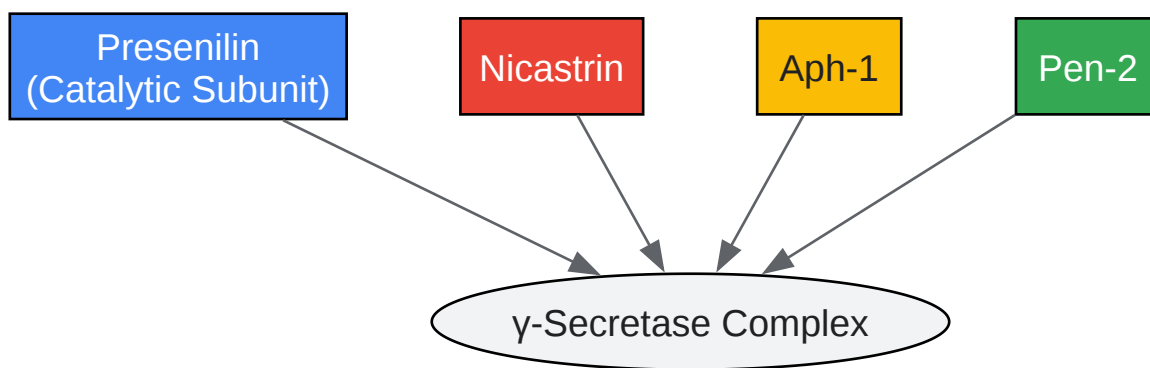 Presenilin
(Catalytic Subunit)
Nicastrin
Aph-1
Pen-2
γ-Secretase Complex